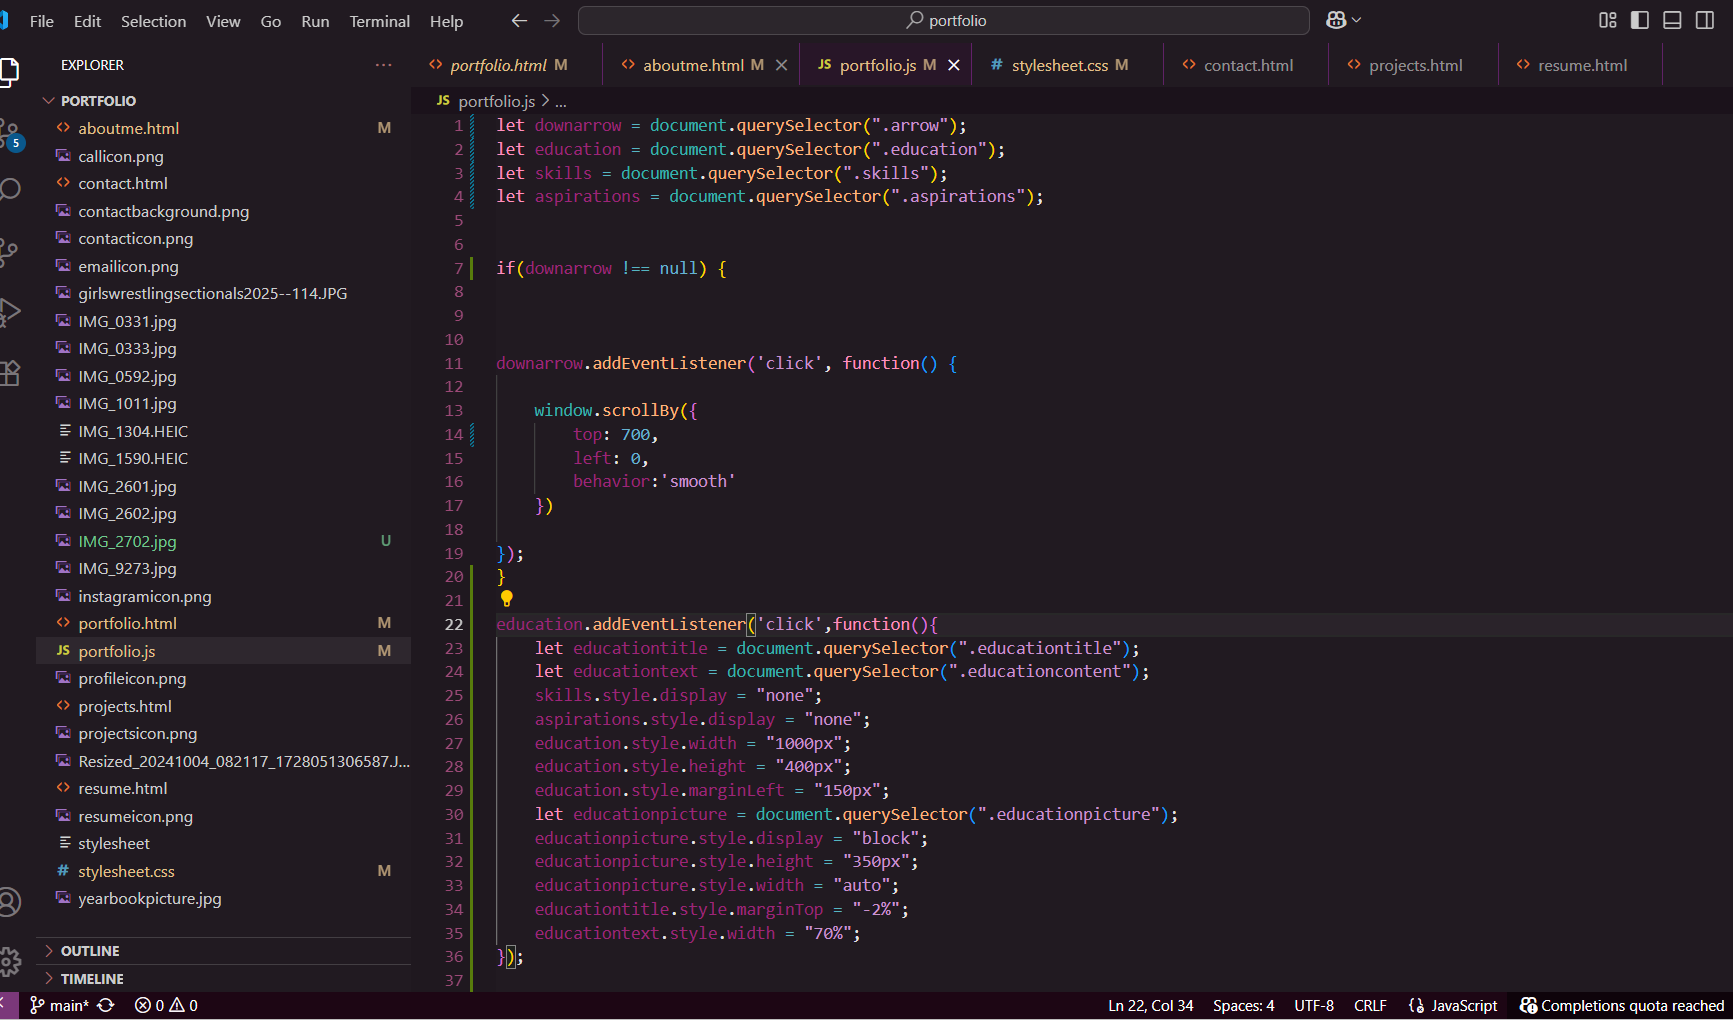 File Edit Selection View Go Run Terminal Help
portfolio
EXPLORER
portfolio.html M
aboutme.html M
JS portfolio.js M
# stylesheet.css M
contact.html
projects.html
resume.html
JS portfolio.js > ...
PORTFOLIO
aboutme.html M
callicon.png
contact.html
contactbackground.png
contacticon.png
emailicon.png
girlswrestlingsectionals2025--114.JPG
IMG_0331.jpg
IMG_0333.jpg
IMG_0592.jpg
IMG_1011.jpg
IMG_1304.HEIC
IMG_1590.HEIC
IMG_2601.jpg
IMG_2602.jpg
IMG_2702.jpg U
IMG_9273.jpg
instagramicon.png
portfolio.html M
JS portfolio.js M
profileicon.png
projects.html
projectsicon.png
Resized_20241004_082117_1728051306587.J...
resume.html
resumeicon.png
stylesheet
# stylesheet.css M
yearbookpicture.jpg
OUTLINE
TIMELINE
5
1 let downarrow = document.querySelector(".arrow");
2 let education = document.querySelector(".education");
3 let skills = document.querySelector(".skills");
4 let aspirations = document.querySelector(".aspirations");
5
6
7 if(downarrow !== null) {
8
9
10
11 downarrow.addEventListener('click', function() {
12
13     window.scrollBy({
14         top: 700,
15         left: 0,
16         behavior:'smooth'
17     })
18
19 });
20 }
21
22 education.addEventListener('click',function(){
23     let educationtitle = document.querySelector(".educationtitle");
24     let educationtext = document.querySelector(".educationcontent");
25     skills.style.display = "none";
26     aspirations.style.display = "none";
27     education.style.width = "1000px";
28     education.style.height = "400px";
29     education.style.marginLeft = "150px";
30     let educationpicture = document.querySelector(".educationpicture");
31     educationpicture.style.display = "block";
32     educationpicture.style.height = "350px";
33     educationpicture.style.width = "auto";
34     educationtitle.style.marginTop = "-2%";
35     educationtext.style.width = "70%";
36 });
37
main* 0 0 Ln 22, Col 34 Spaces: 4 UTF-8 CRLF {} JavaScript Completions quota reached